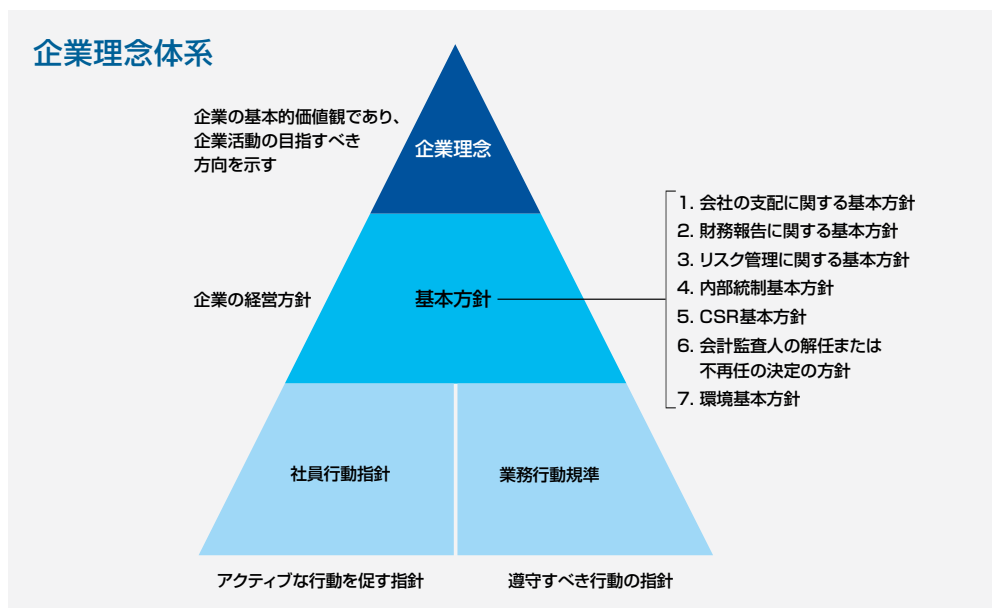 企業理念体系
企業の基本的価値観であり、
企業活動の目指すべき
方向を示す
企業理念
企業の経営方針
基本方針
1. 会社の支配に関する基本方針
2. 財務報告に関する基本方針
3. リスク管理に関する基本方針
4. 内部統制基本方針
5. CSR基本方針
6. 会計監査人の解任または
不再任の決定の方針
7. 環境基本方針
社員行動指針
業務行動規準
アクティブな行動を促す指針
遵守すべき行動の指針